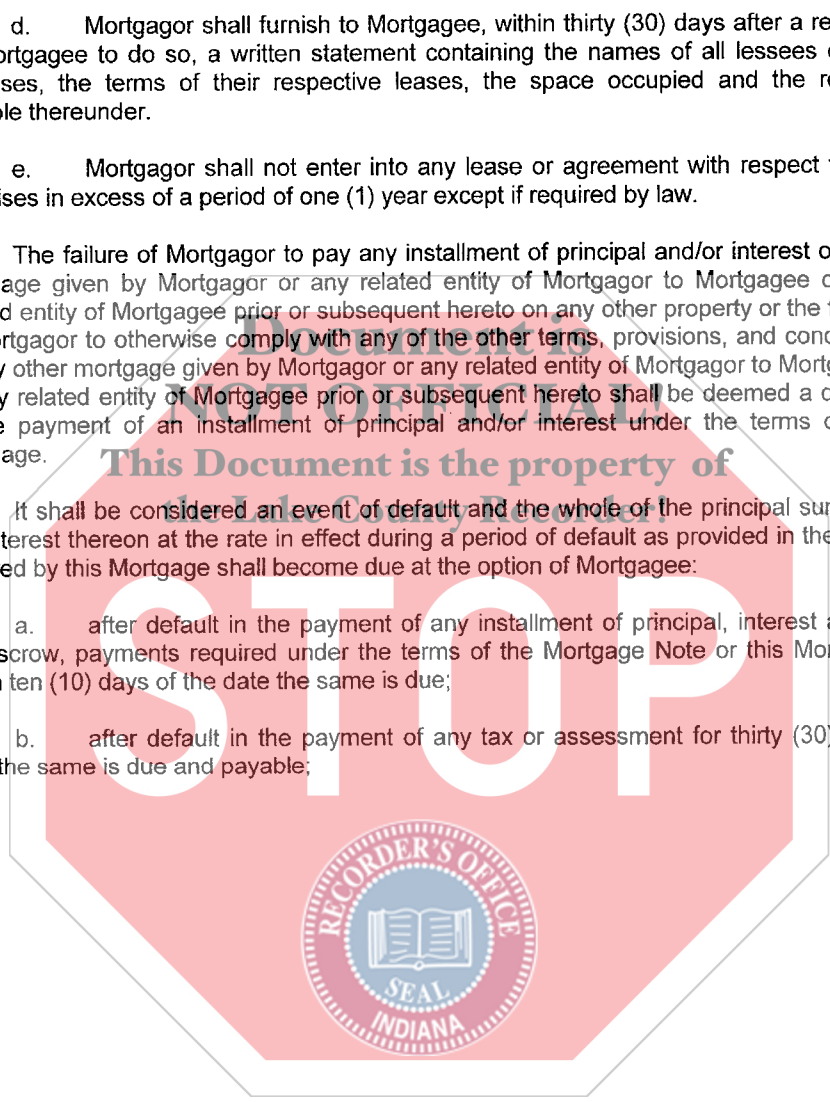 d. Mortgagor shall furnish to Mortgagee, within thirty (30) days after a re
ortgagee to do so, a written statement containing the names of all lessees
ses, the terms of their respective leases, the space occupied and the r
le thereunder.
e. Mortgagor shall not enter into any lease or agreement with respect
ises in excess of a period of one (1) year except if required by law.
The failure of Mortgagor to pay any installment of principal and/or interest o
age given by Mortgagor or any related entity of Mortgagor to Mortgagee o
d entity of Mortgagee prior or subsequent hereto on any other property or the
rtgagor to otherwise comply with any of the other terms, provisions, and conc
y other mortgage given by Mortgagor or any related entity of Mortgagor to Mortg
y related entity of Mortgagee prior or subsequent hereto shall be deemed a
e payment of an installment of principal and/or interest under the terms
age.
It shall be considered an event of default and the whole of the principal su
terest thereon at the rate in effect during a period of default as provided in the
ed by this Mortgage shall become due at the option of Mortgagee:
a. after default in the payment of any installment of principal, interest a
scrow, payments required under the terms of the Mortgage Note or this Mor
ten (10) days of the date the same is due;
b. after default in the payment of any tax or assessment for thirty (30)
the same is due and payable;
Document is
NOT OFFICIAL!
This Document is the property of
the Lake County Recorder!
STOP
RECORDER'S OFFICE
SEAL
INDIANA